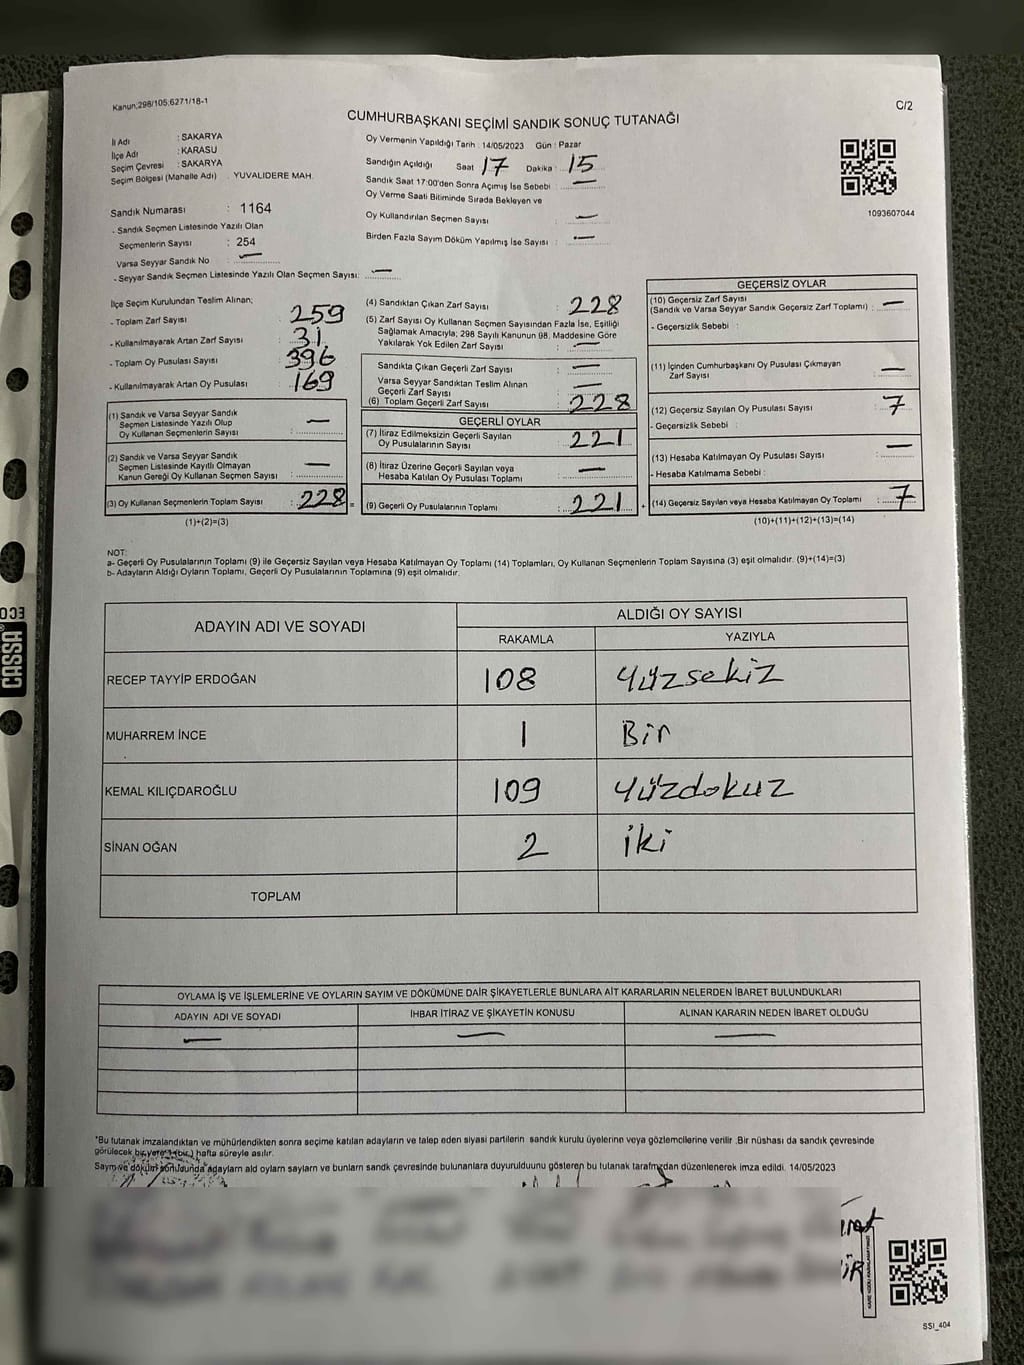 Kanun;298/105;6271/18-1
C/2
CUMHURBAŞKANI SEÇİMİ SANDIK SONUÇ TUTANAĞI
İl Adı : SAKARYA
İlçe Adı : KARASU
Seçim Çevresi : SAKARYA
Seçim Bölgesi (Mahalle Adı) . YUVALIDERE MAH.
Sandık Numarası : 1164
- Sandık Seçmen Listesinde Yazılı Olan
Seçmenlerin Sayısı : 254
Varsa Seyyar Sandık No : —
- Seyyar Sandık Seçmen Listesinde Yazılı Olan Seçmen Sayısı: —
Oy Vermenin Yapıldığı Tarih : 14/05/2023 Gün : Pazar
Sandığın Açıldığı Saat 17 Dakika : 15
Sandık Saat 17:00'den Sonra Açımış İse Sebebi : —
Oy Verme Saati Bitiminde Sırada Bekleyen ve
Oy Kullandırılan Seçmen Sayısı —
Birden Fazla Sayım Döküm Yapılmış İse Sayısı : —
1093607044
İlçe Seçim Kurulundan Teslim Alınan;
- Toplam Zarf Sayısı : 259
- Kullanılmayarak Artan Zarf Sayısı : 31
- Toplam Oy Pusulası Sayısı : 396
- Kullanılmayarak Artan Oy Pusulası : 169
(1) Sandık ve Varsa Seyyar Sandık
Seçmen Listesinde Yazılı Olup
Oy Kullanan Seçmenlerin Sayısı : —
(2) Sandık ve Varsa Seyyar Sandık
Seçmen Listesinde Kayıtlı Olmayan
Kanun Gereği Oy Kullanan Seçmen Sayısı : —
(3) Oy Kullanan Seçmenlerin Toplam Sayısı : 228 =
(1)+(2)=(3)
(4) Sandıktan Çıkan Zarf Sayısı : 228
(5) Zarf Sayısı Oy Kullanan Seçmen Sayısından Fazla İse, Eşitliği
Sağlamak Amacıyla; 298 Sayılı Kanunun 98. Maddesine Göre
Yakılarak Yok Edilen Zarf Sayısı : —
Sandıkta Çıkan Geçerli Zarf Sayısı : —
Varsa Seyyar Sandıktan Teslim Alınan
Geçerli Zarf Sayısı : —
(6) Toplam Geçerli Zarf Sayısı : 228
GEÇERLİ OYLAR
(7) İtiraz Edilmeksizin Geçerli Sayılan
Oy Pusulalarının Sayısı : 221
(8) İtiraz Üzerine Geçerli Sayılan veya
Hesaba Katılan Oy Pusulası Toplamı : —
(9) Geçerli Oy Pusulalarının Toplamı : 221 +
GEÇERSİZ OYLAR
(10) Geçersiz Zarf Sayısı
(Sandık ve Varsa Seyyar Sandık Geçersiz Zarf Toplamı) : —
- Geçersizlik Sebebi :
(11) İçinden Cumhurbaşkanı Oy Pusulası Çıkmayan
Zarf Sayısı : —
(12) Geçersiz Sayılan Oy Pusulası Sayısı : 7
- Geçersizlik Sebebi :
(13) Hesaba Katılmayan Oy Pusulası Sayısı : —
- Hesaba Katılmama Sebebi :
(14) Geçersiz Sayılan veya Hesaba Katılmayan Oy Toplamı : 7
(10)+(11)+(12)+(13)=(14)
NOT:
a- Geçerli Oy Pusulalarının Toplamı (9) ile Geçersiz Sayılan veya Hesaba Katılmayan Oy Toplamı (14) Toplamları, Oy Kullanan Seçmenlerin Toplam Sayısına (3) eşit olmalıdır. (9)+(14)=(3)
b- Adayların Aldığı Oyların Toplamı, Geçerli Oy Pusulalarının Toplamına (9) eşit olmalıdır.
ADAYIN ADI VE SOYADI ALDIĞI OY SAYISI
RAKAMLA YAZIYLA
RECEP TAYYİP ERDOĞAN 108 Yüzsekiz
MUHARREM İNCE 1 Bir
KEMAL KILIÇDAROĞLU 109 Yüzdokuz
SİNAN OĞAN 2 iki
TOPLAM
OYLAMA İŞ VE İŞLEMLERİNE VE OYLARIN SAYIM VE DÖKÜMÜNE DAİR ŞİKAYETLERLE BUNLARA AİT KARARLARIN NELERDEN İBARET BULUNDUKLARI
ADAYIN ADI VE SOYADI İHBAR İTİRAZ VE ŞİKAYETİN KONUSU ALINAN KARARIN NEDEN İBARET OLDUĞU
— — —
*Bu tutanak imzalandıktan ve mühürlendikten sonra seçime katılan adayların ve talep eden siyasi partilerin sandık kurulu üyelerine veya gözlemcilerine verilir .Bir nüshası da sandık çevresinde
görülecek bir yere 1 (bir) hafta süreyle asılır.
Saym ve döküm sonudunda adayların ald oyların saylarn ve bunlarn sandk çevresinde bulunanlara duyurulduunu gösteren bu tutanak tarafmzdan düzenlenerek imza edildi. 14/05/2023
SSI_404
ECO
CASSA